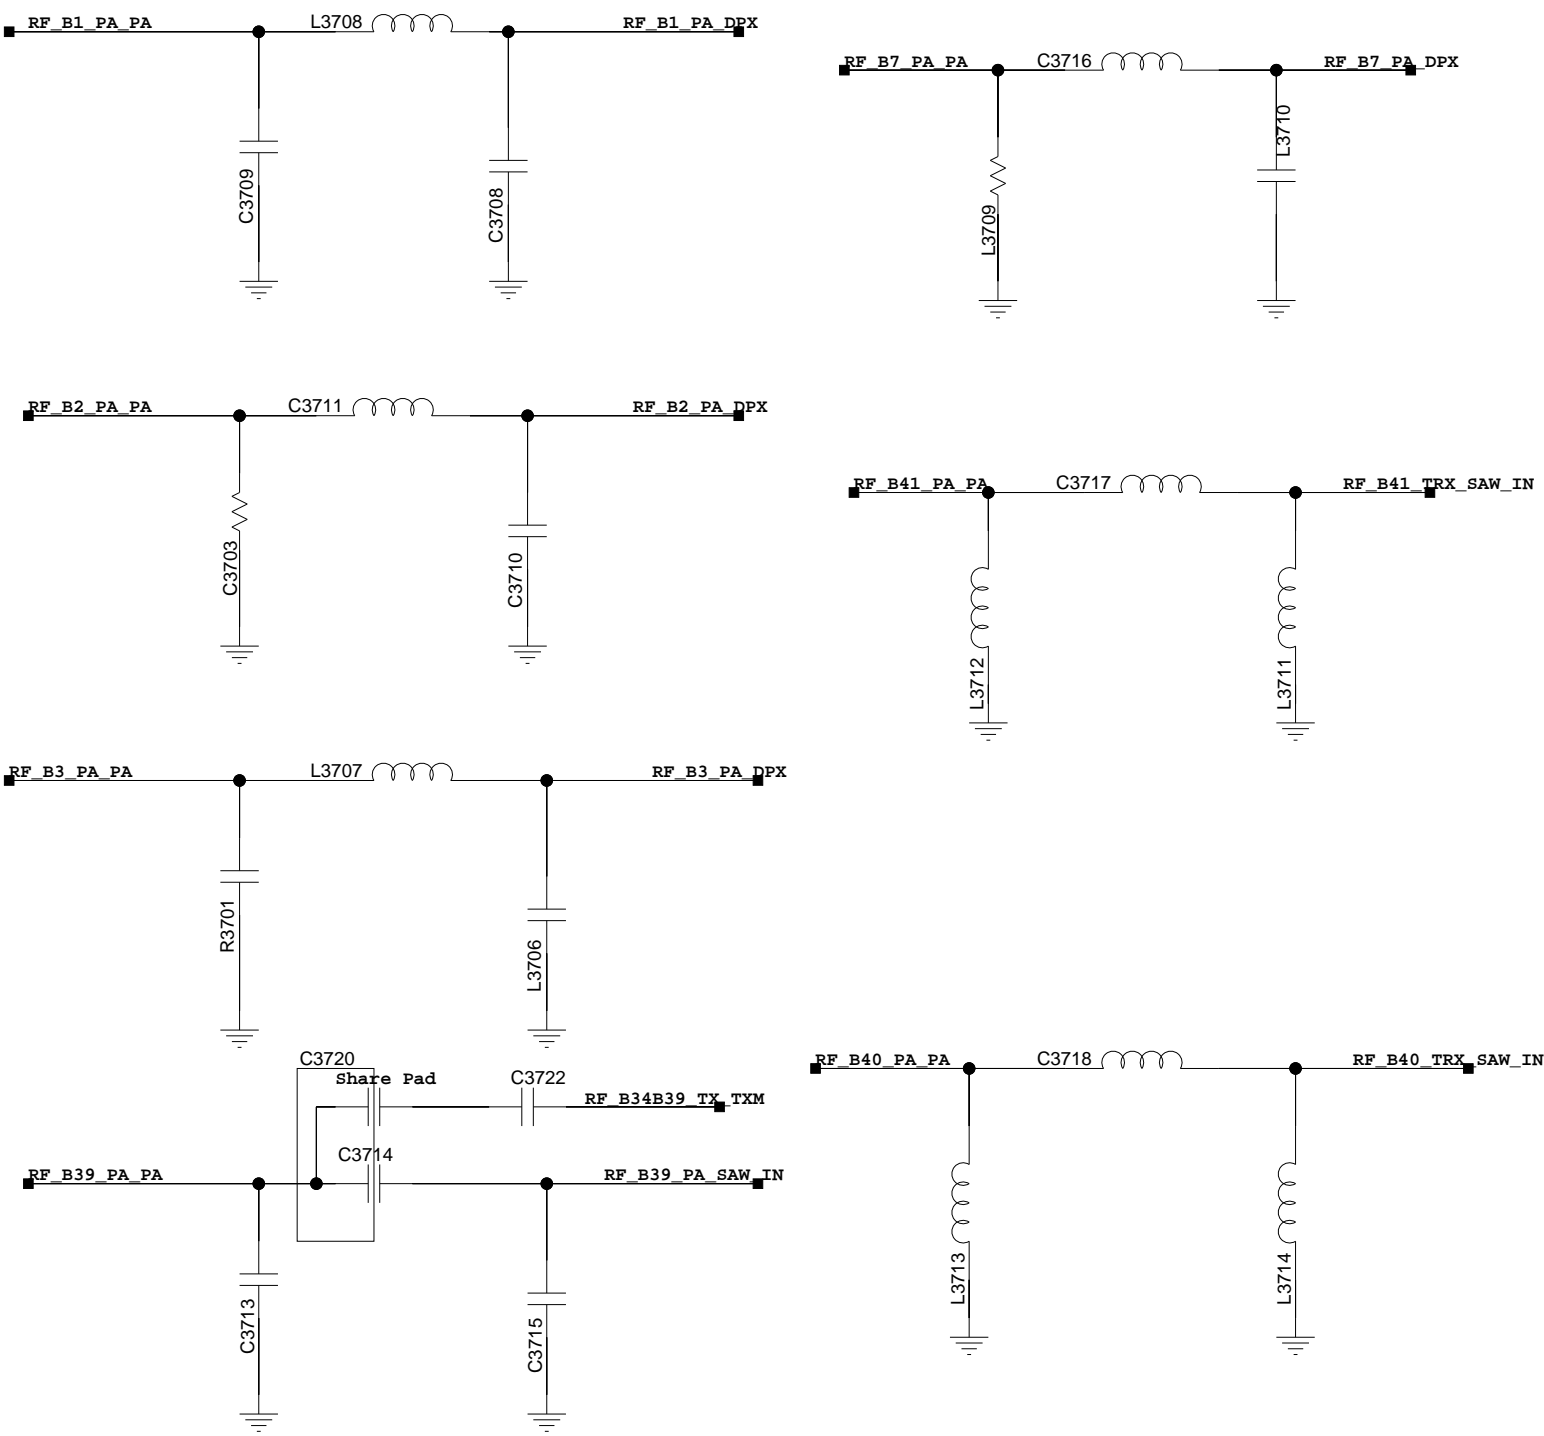 RF_B1_PA_PA
L3708
RF_B1_PA_DPX
C3709
C3708
RF_B7_PA_PA
C3716
RF_B7_PA_DPX
L3710
L3709
RF_B2_PA_PA
C3711
RF_B2_PA_DPX
C3703
C3710
RF_B41_PA_PA
C3717
RF_B41_TRX_SAW_IN
L3712
L3711
RF_B3_PA_PA
L3707
RF_B3_PA_DPX
R3701
L3706
C3720
Share Pad
C3722
RF_B34B39_TX_TXM
C3714
RF_B39_PA_PA
RF_B39_PA_SAW_IN
C3713
C3715
RF_B40_PA_PA
C3718
RF_B40_TRX_SAW_IN
L3713
L3714